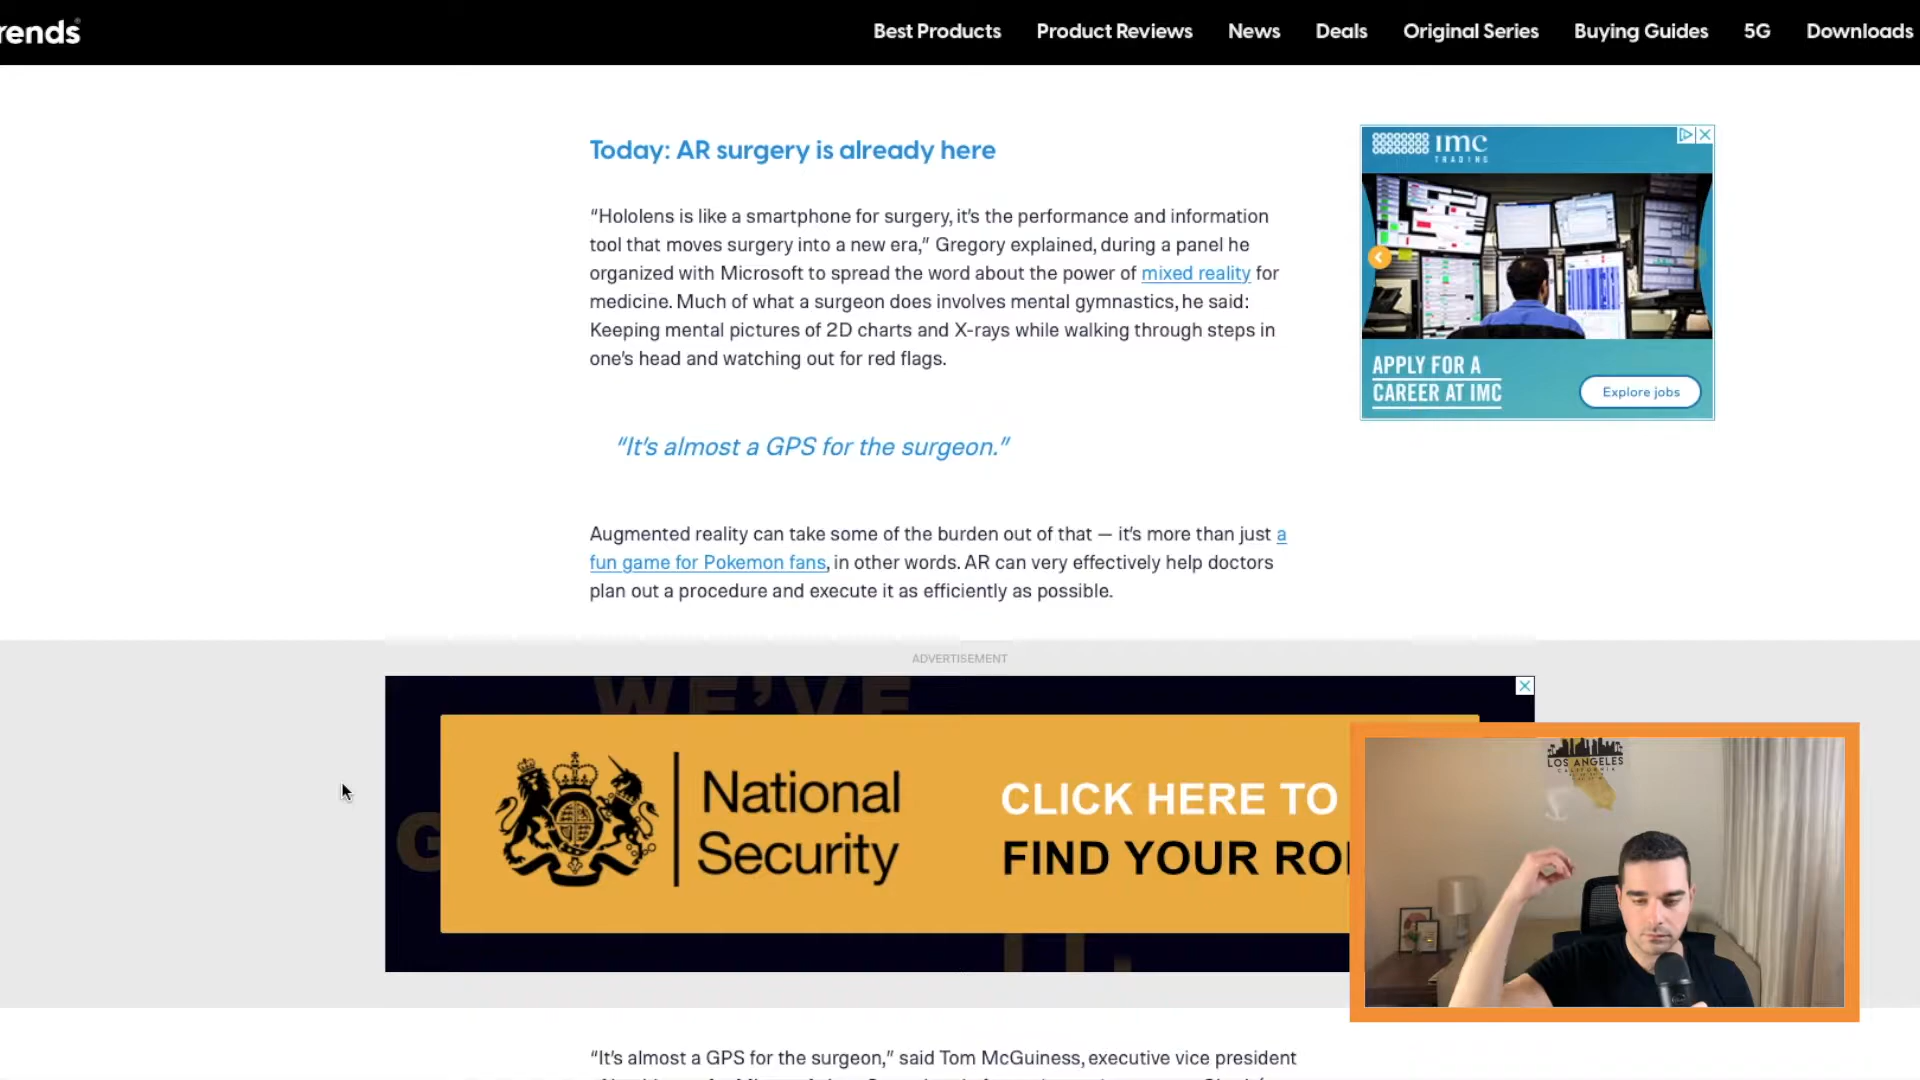 rends
Best Products Product Reviews News Deals Original Series Buying Guides 5G Downloads
Today: AR surgery is already here
“Hololens is like a smartphone for surgery, it’s the performance and information
tool that moves surgery into a new era,” Gregory explained, during a panel he
organized with Microsoft to spread the word about the power of mixed reality for
medicine. Much of what a surgeon does involves mental gymnastics, he said:
Keeping mental pictures of 2D charts and X-rays while walking through steps in
one’s head and watching out for red flags.
“It’s almost a GPS for the surgeon.”
Augmented reality can take some of the burden out of that — it’s more than just a
fun game for Pokemon fans, in other words. AR can very effectively help doctors
plan out a procedure and execute it as efficiently as possible.
imc
TRADING
APPLY FOR A
CAREER AT IMC
Explore jobs
ADVERTISEMENT
WE’VE
G
National
Security
CLICK HERE TO
FIND YOUR RO
LOS ANGELES
CALIFORNIA
“It’s almost a GPS for the surgeon,” said Tom McGuiness, executive vice president